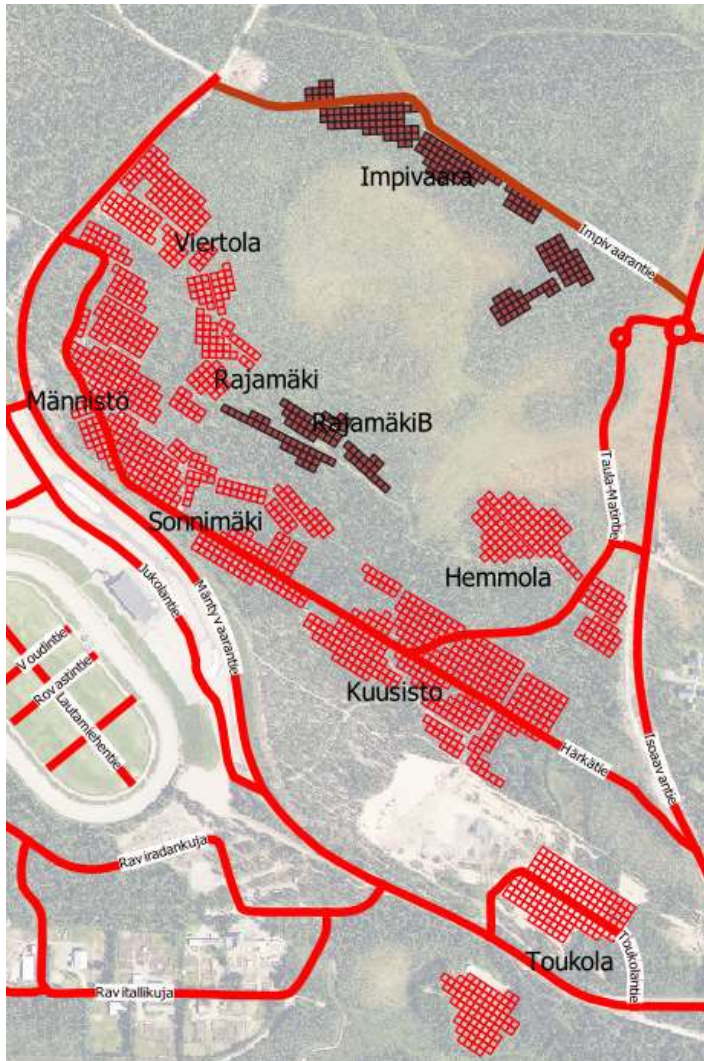 Impivaara
Impivaarantie
Viertola
Rajamäki
Männistö
RajamäkiB
Taula-Matintie
Sonnimäki
Hemmola
Jukolantie
Mäntyvaarantie
Voudintie
Rovastintie
Lautamiehentie
Kuusisto
Härkätie
Isoaavantie
Raviradankuja
Toukola
Toukolantie
Ravitallikuja